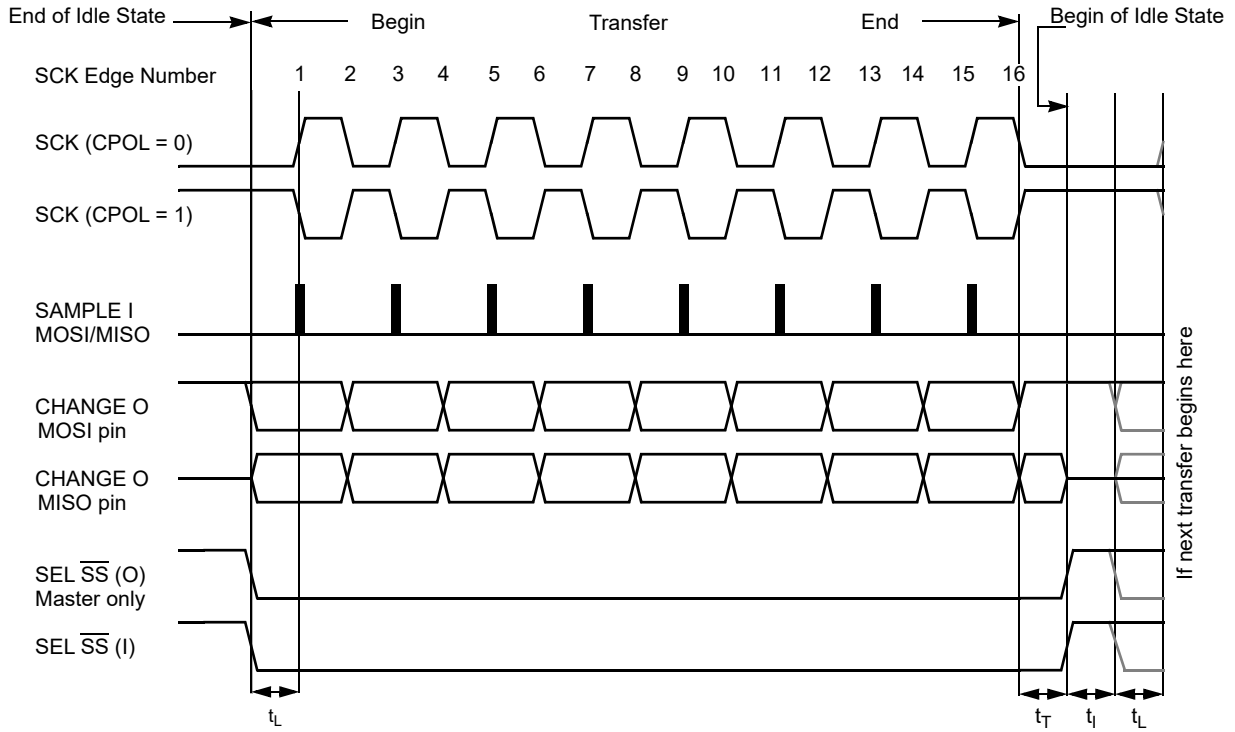 End of Idle State
Begin
Transfer
End
Begin of Idle State
SCK Edge Number
1 2 3 4 5 6 7 8 9 10 11 12 13 14 15 16
SCK (CPOL = 0)
SCK (CPOL = 1)
SAMPLE I
MOSI/MISO
CHANGE O
MOSI pin
CHANGE O
MISO pin
SEL S̅S̅ (O)
Master only
SEL S̅S̅ (I)
tL
tT
tI
tL
If next transfer begins here